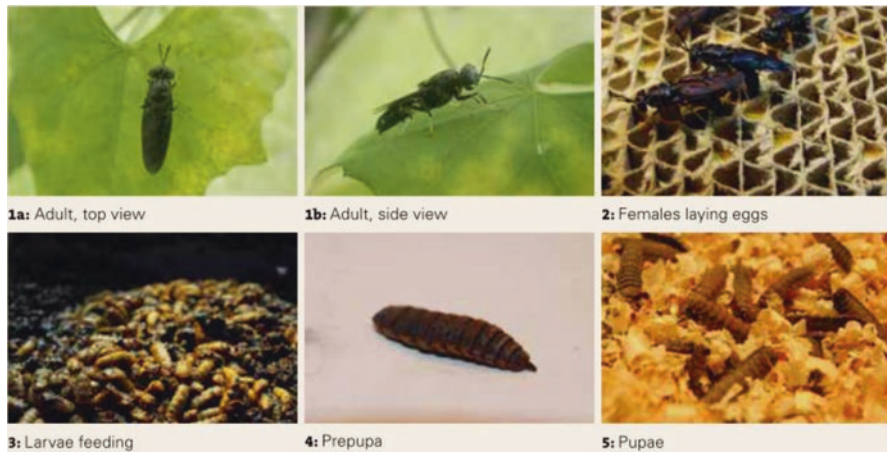 1a: Adult, top view
1b: Adult, side view
2: Females laying eggs
3: Larvae feeding
4: Prepupa
5: Pupae